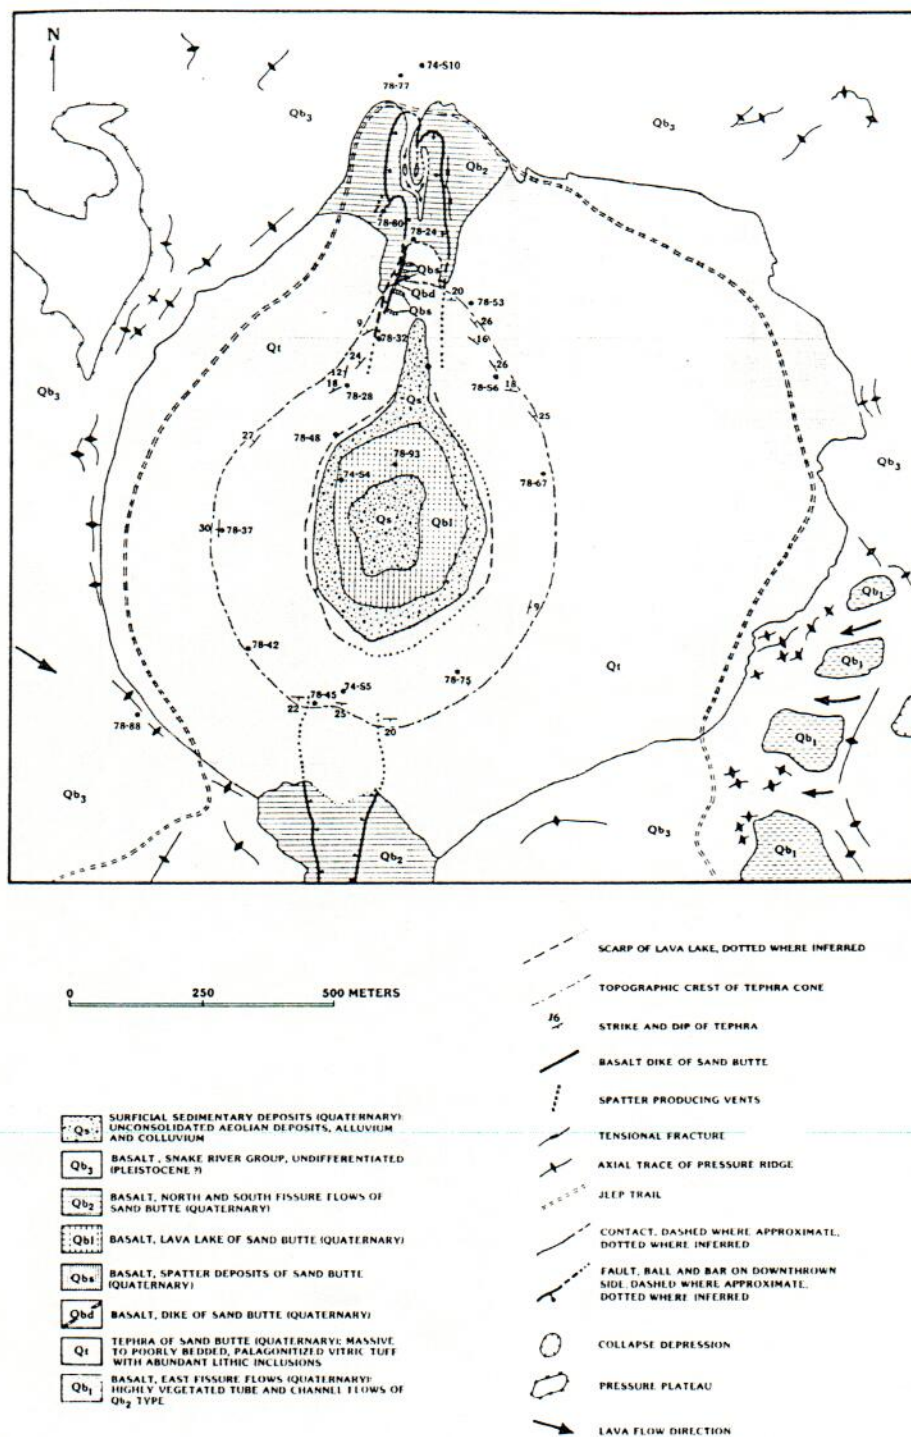 N
74-S10
78-77
Qb3
Qb3
Qb2
78-80
78-24
Qbs
Qbd
Qbs
20
78-53
9
78-32
26
16
Qt
24
12
18
78-28
26
78-56
18
Qb3
Qs
25
27
78-48
78-93
74-S4
78-67
Qb3
30
78-37
Qs
Qbl
Qb1
9
78-42
Qb1
Qt
78-75
74-S5
78-45
22
25
20
78-88
Qb1
Qb3
Qb3
Qb2
Qb1
0 250 500 METERS
SCARP OF LAVA LAKE, DOTTED WHERE INFERRED
TOPOGRAPHIC CREST OF TEPHRA CONE
16
STRIKE AND DIP OF TEPHRA
BASALT DIKE OF SAND BUTTE
SPATTER PRODUCING VENTS
TENSIONAL FRACTURE
AXIAL TRACE OF PRESSURE RIDGE
JEEP TRAIL
CONTACT, DASHED WHERE APPROXIMATE,
DOTTED WHERE INFERRED
FAULT, BALL AND BAR ON DOWNTHROWN
SIDE, DASHED WHERE APPROXIMATE,
DOTTED WHERE INFERRED
COLLAPSE DEPRESSION
PRESSURE PLATEAU
LAVA FLOW DIRECTION
Qs SURFICIAL SEDIMENTARY DEPOSITS (QUATERNARY):
UNCONSOLIDATED AEOLIAN DEPOSITS, ALLUVIUM
AND COLLUVIUM
Qb3 BASALT, SNAKE RIVER GROUP, UNDIFFERENTIATED
(PLEISTOCENE ?)
Qb2 BASALT, NORTH AND SOUTH FISSURE FLOWS OF
SAND BUTTE (QUATERNARY)
Qbl BASALT, LAVA LAKE OF SAND BUTTE (QUATERNARY)
Qbs BASALT, SPATTER DEPOSITS OF SAND BUTTE
(QUATERNARY)
Qbd BASALT, DIKE OF SAND BUTTE (QUATERNARY)
Qt TEPHRA OF SAND BUTTE (QUATERNARY): MASSIVE
TO POORLY BEDDED, PALAGONITIZED VITRIC TUFF
WITH ABUNDANT LITHIC INCLUSIONS
Qb1 BASALT, EAST FISSURE FLOWS (QUATERNARY):
HIGHLY VEGETATED TUBE AND CHANNEL FLOWS OF
Qb2 TYPE